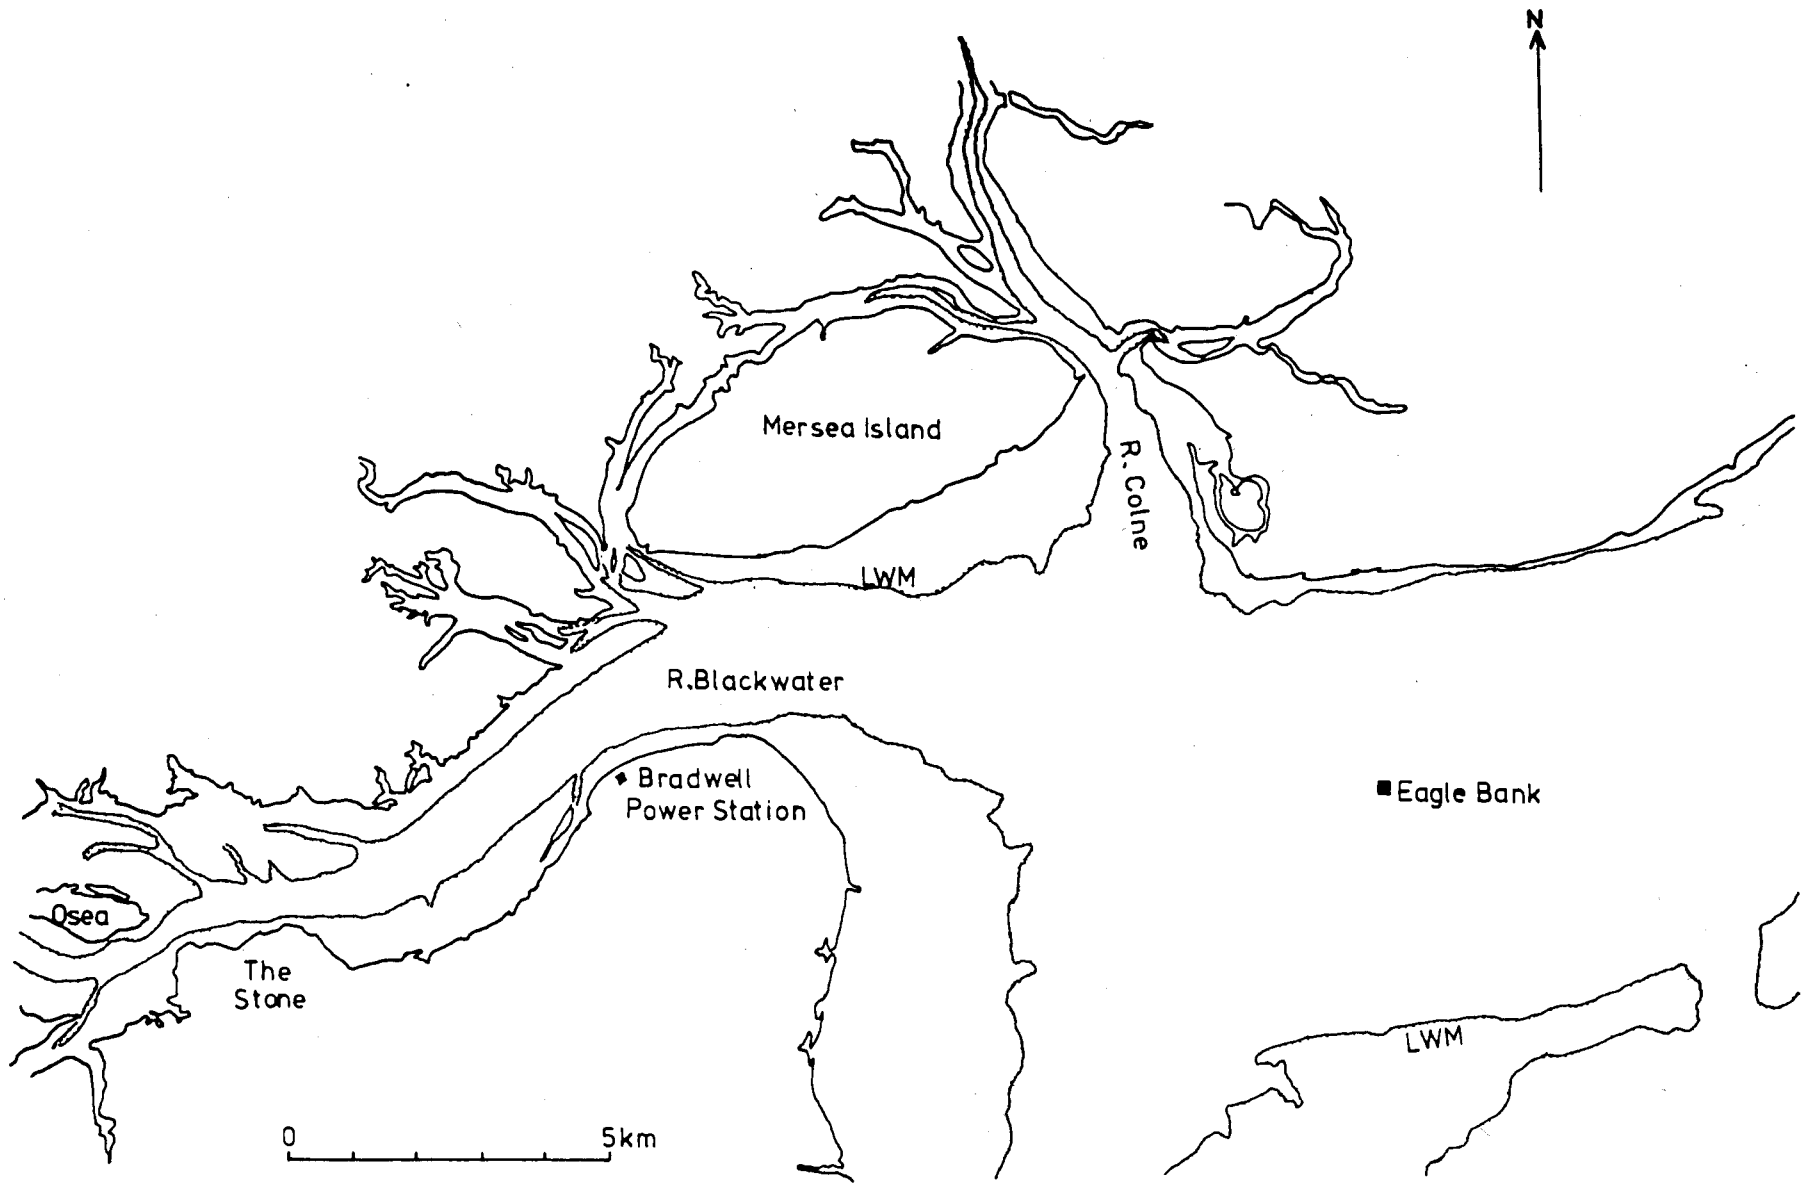 N
Mersea Island
R. Colne
LWM
R.Blackwater
Bradwell
Power Station
Eagle Bank
Osea
The
Stone
LWM
0 5km